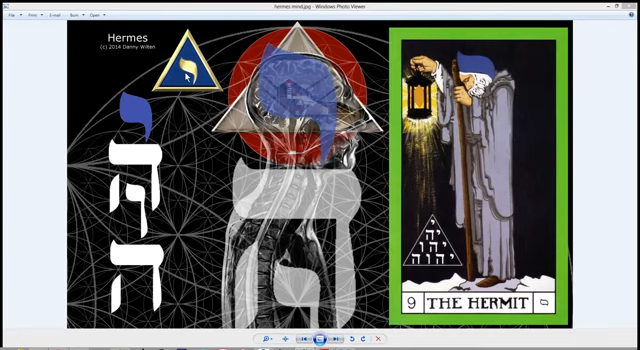 hermes mind.jpg - Windows Photo Viewer
File Print E-mail Burn Open
Hermes
(c) 2014 Danny Wilten
י
י
ה
ו
ה
י
ה
יה
יהו
יהוה
9 THE HERMIT